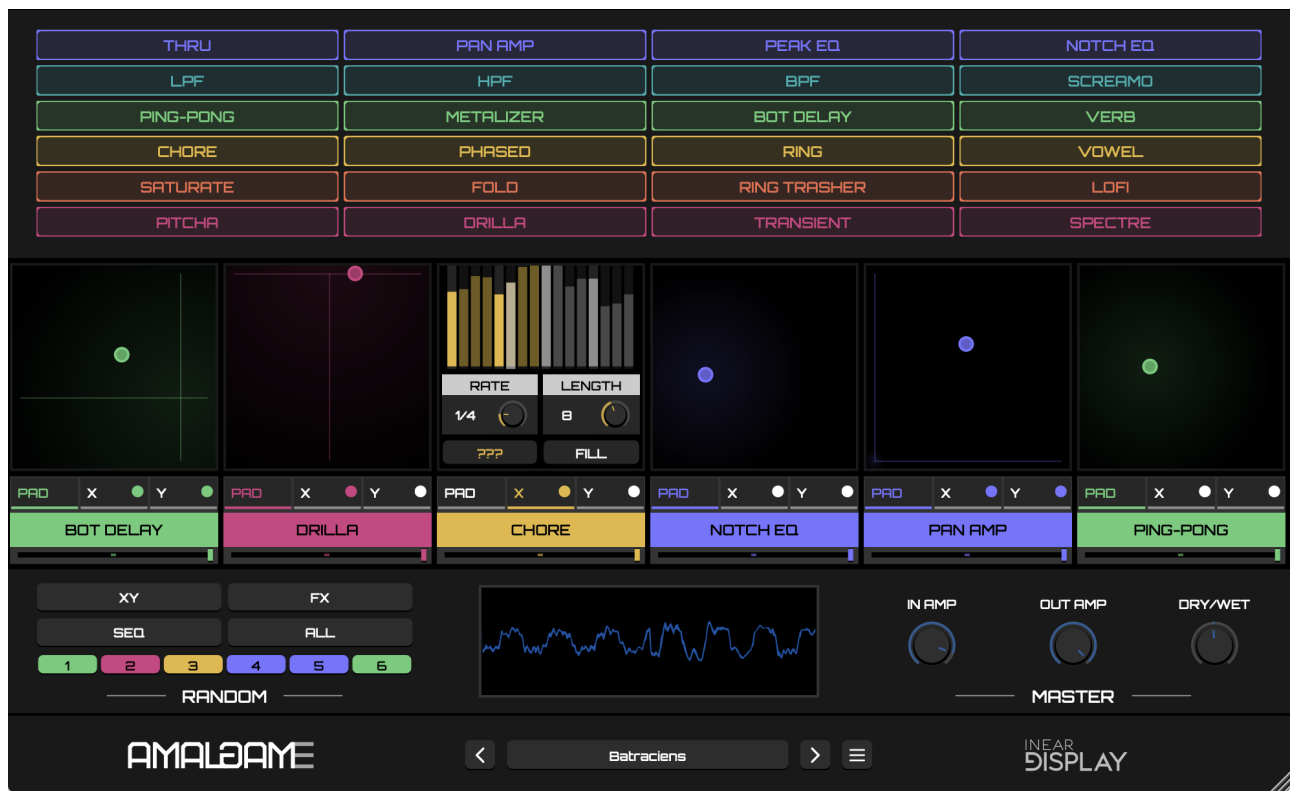 THRU PAN AMP PEAK EQ NOTCH EQ
LPF HPF BPF SCREAMO
PING-PONG METALIZER BOT DELAY VERB
CHORE PHASED RING VOWEL
SATURATE FOLD RING TRASHER LOFI
PITCHA DRILLA TRANSIENT SPECTRE
RATE LENGTH
1/4 8
??? FILL
PAD X Y PAD X Y PAD X Y PAD X Y PAD X Y PAD X Y
BOT DELAY DRILLA CHORE NOTCH EQ PAN AMP PING-PONG
XY FX
SEQ ALL
1 2 3 4 5 6
RANDOM
IN AMP OUT AMP DRY/WET
MASTER
AMALGAME
Batraciens
INEAR
DISPLAY